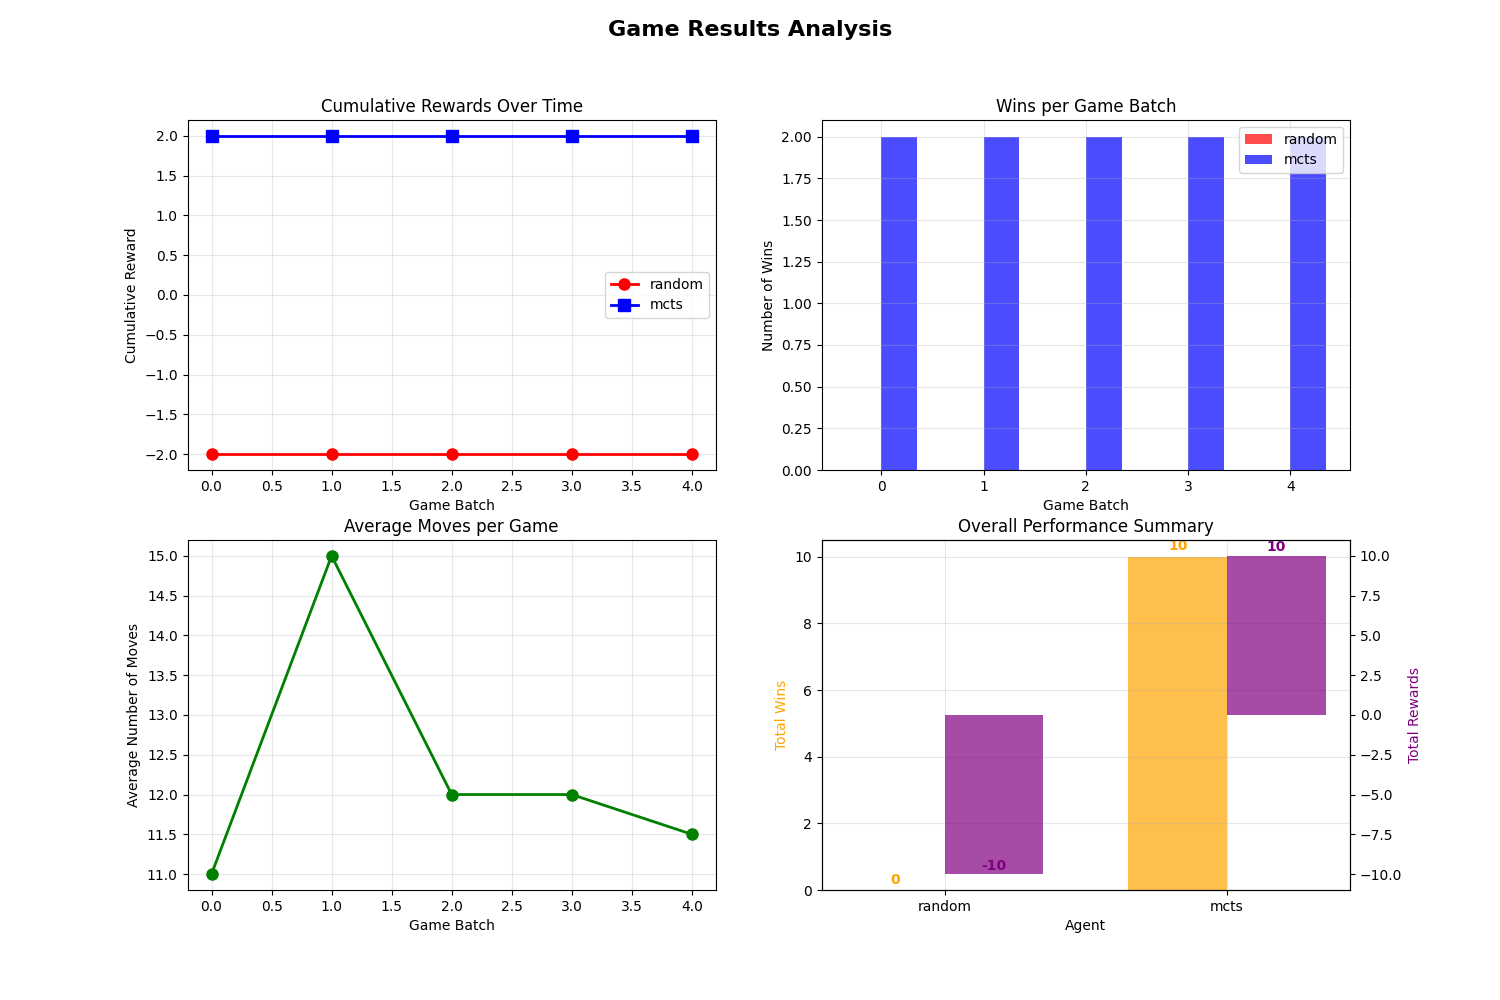 Game Results Analysis
Cumulative Rewards Over Time
Cumulative Reward
2.0
1.5
1.0
0.5
0.0
−0.5
−1.0
−1.5
−2.0
random
mcts
0.0 0.5 1.0 1.5 2.0 2.5 3.0 3.5 4.0
Game Batch
Wins per Game Batch
Number of Wins
2.00
1.75
1.50
1.25
1.00
0.75
0.50
0.25
0.00
random
mcts
0 1 2 3 4
Game Batch
Average Moves per Game
Average Number of Moves
15.0
14.5
14.0
13.5
13.0
12.5
12.0
11.5
11.0
0.0 0.5 1.0 1.5 2.0 2.5 3.0 3.5 4.0
Game Batch
Overall Performance Summary
Total Wins
10
8
6
4
2
0
10 10
0 -10
10.0
7.5
5.0
2.5
0.0
−2.5
−5.0
−7.5
−10.0
Total Rewards
random mcts
Agent